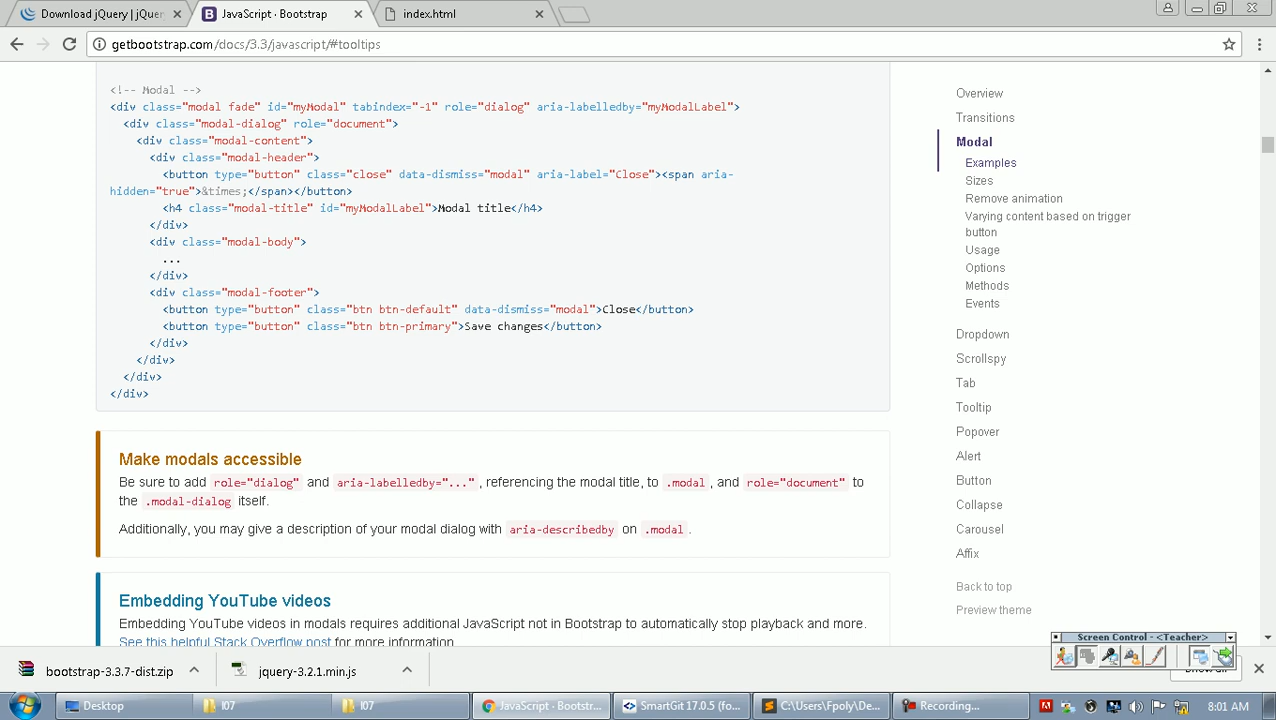 Download jQuery | jQuer
JavaScript · Bootstrap
index.html
getbootstrap.com/docs/3.3/javascript/#tooltips
<!-- Modal -->
<div class="modal fade" id="myModal" tabindex="-1" role="dialog" aria-labelledby="myModalLabel">
<div class="modal-dialog" role="document">
<div class="modal-content">
<div class="modal-header">
<button type="button" class="close" data-dismiss="modal" aria-label="Close"><span aria-
hidden="true">&times;</span></button>
<h4 class="modal-title" id="myModalLabel">Modal title</h4>
</div>
<div class="modal-body">
...
</div>
<div class="modal-footer">
<button type="button" class="btn btn-default" data-dismiss="modal">Close</button>
<button type="button" class="btn btn-primary">Save changes</button>
</div>
</div>
</div>
</div>
Make modals accessible
Be sure to add role="dialog" and aria-labelledby="...", referencing the modal title, to .modal, and role="document" to
the .modal-dialog itself.
Additionally, you may give a description of your modal dialog with aria-describedby on .modal.
Embedding YouTube videos
Embedding YouTube videos in modals requires additional JavaScript not in Bootstrap to automatically stop playback and more.
See this helpful Stack Overflow post for more information.
Overview
Transitions
Modal
Examples
Sizes
Remove animation
Varying content based on trigger
button
Usage
Options
Methods
Events
Dropdown
Scrollspy
Tab
Tooltip
Popover
Alert
Button
Collapse
Carousel
Affix
Back to top
Preview theme
Screen Control - <Teacher>
bootstrap-3.3.7-dist.zip
jquery-3.2.1.min.js
Desktop
JavaScript · Bootstr...
SmartGit 17.0.5 (fo...
C:\Users\Fpoly\De...
Recording...
8:01 AM